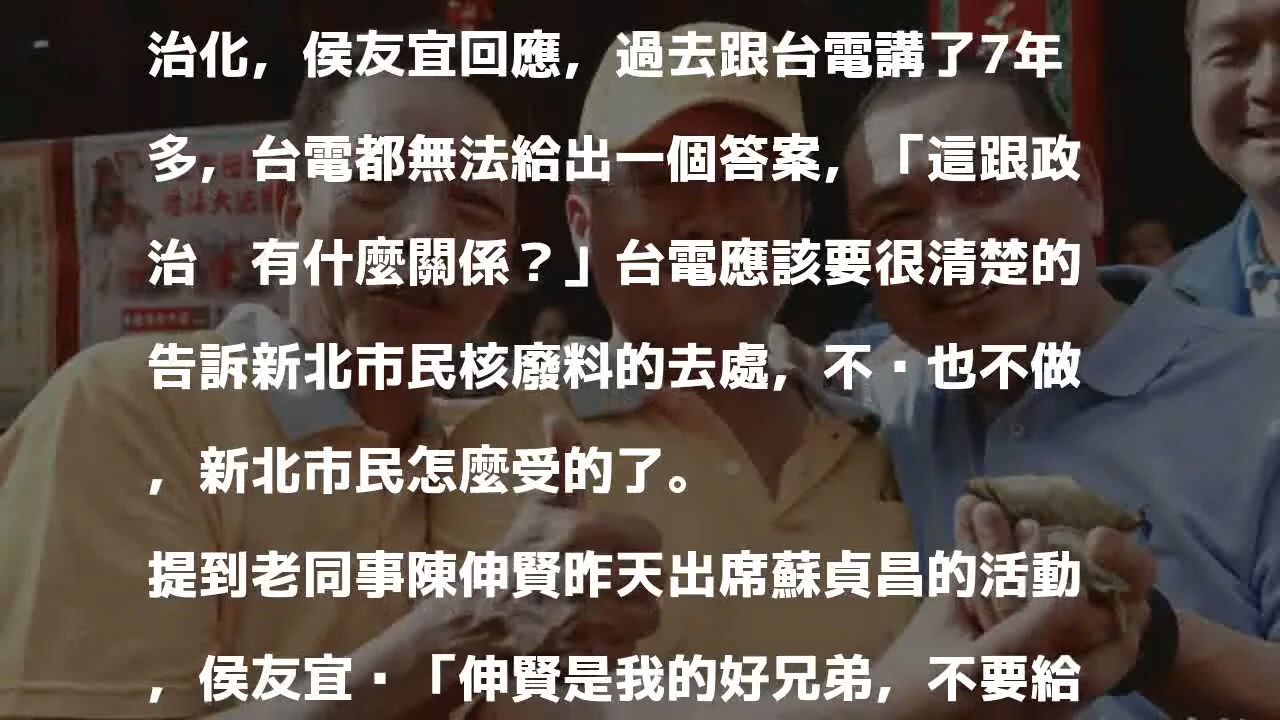 治化，侯友宜回應，過去跟台電講了7年
多，台電都無法給出一個答案，「這跟政
治　有什麼關係？」台電應該要很清楚的
告訴新北市民核廢料的去處，不·也不做
，新北市民怎麼受的了。
提到老同事陳伸賢昨天出席蘇貞昌的活動
，侯友宜·「伸賢是我的好兄弟，不要給